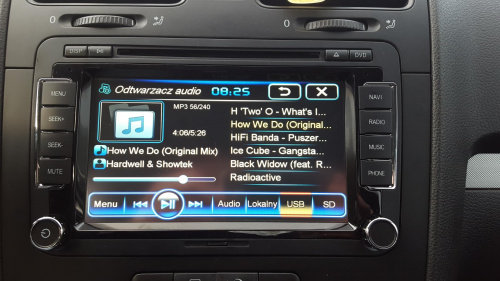 DISP
DVD
MENU
SEEK+
SEEK-
MUTE
NAVI
RADIO
MUSIC
PHONE
Odtwarzacz audio 08:25
MP3 56/240
4:06/5:26
How We Do (Original Mix)
Hardwell & Showtek
H 'Two' O - What's I...
How We Do (Original...
HiFi Banda - Puszer...
Ice Cube - Gangsta...
Black Widow (feat. R...
Radioactive
Menu Audio Lokalny USB SD